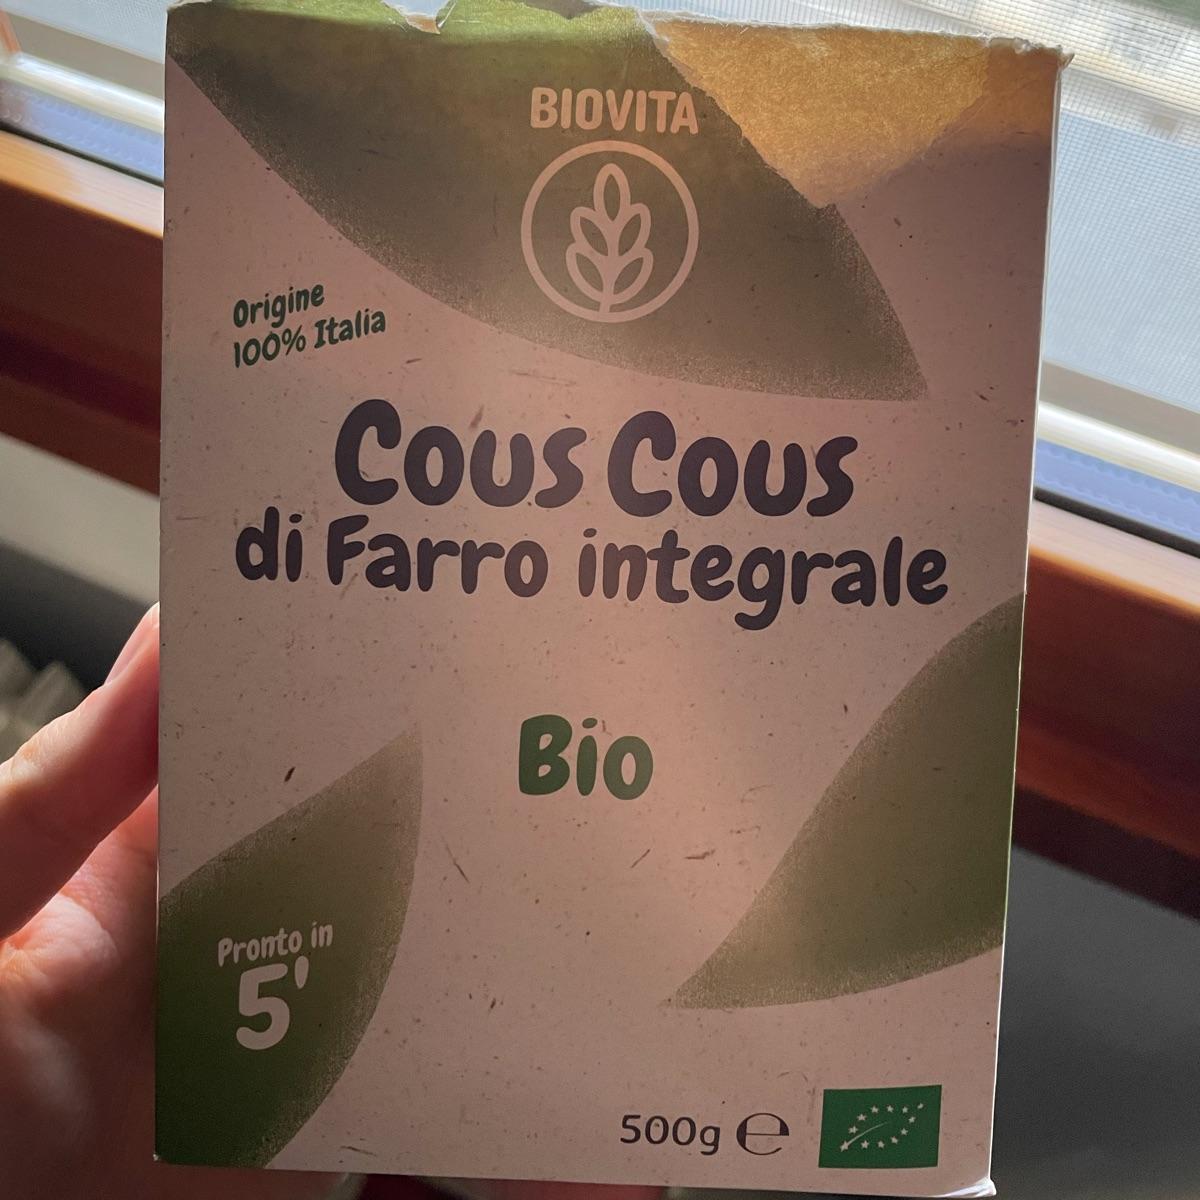 BIOVITA
Origine
100% Italia
Cous Cous
di Farro integrale
Bio
Pronto in
5'
500g ℮